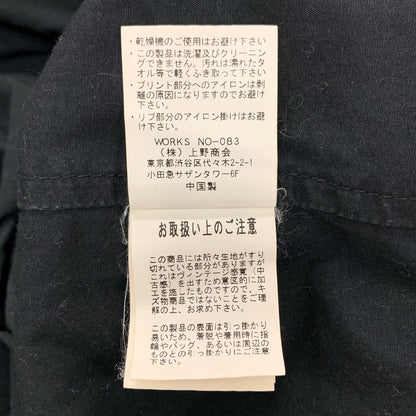 ・乾燥機のご使用はお避け下さい
・この製品は洗濯及びクリーニン
グできません。汚れは濡れたタ
オル等で軽くふき取って下さい
・プリント部分へのアイロンは剥
離の原因になりますのでお避け
下さい
・リブ部分のアイロン掛けはお避
け下さい。
WORKS NO-083
(株)上野商会
東京都渋谷区代々木2-2-1
小田急サザンタワー6F
中国製
お取扱い上のご注意
この商品には所々生地がすり
切れている部分がありますが
これはヴィンテージ感覚(中
古感)を出すため意図的に加
工を施したものですので、キ
ズ物商品ではないことをご理
解の上、お求め下さい。
この製品の表面は引っ掛かり
易いため、着脱や着用時に指
輪やバッグ、あるいは周辺の
ものとの引っ掛かりにご注意
下さい。